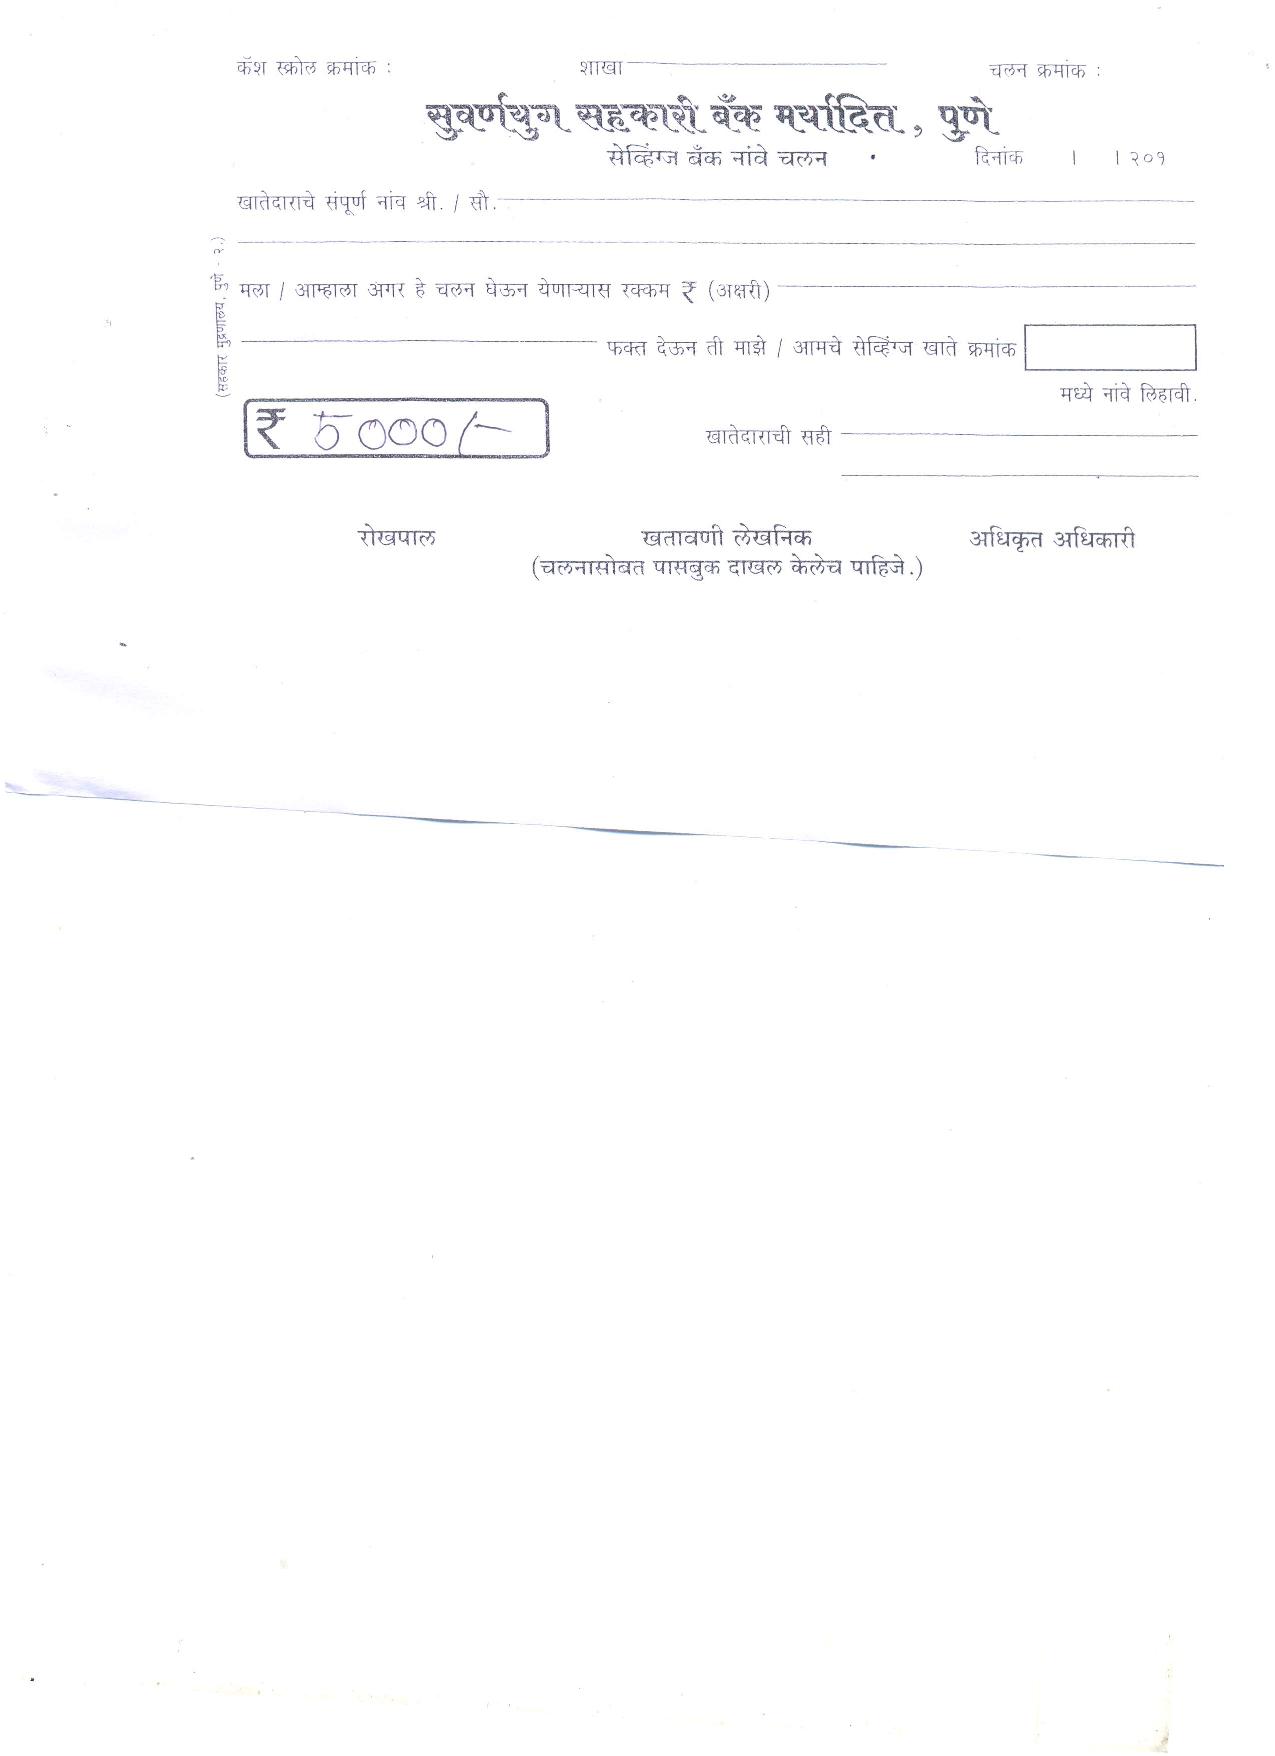 कॅश स्क्रोल क्रमांक : शाखा चलन क्रमांक :
सुवर्णयुग सहकारी बँक मर्यादित, पुणे
सेव्हिंग्ज बँक नांवे चलन दिनांक । । २०१
खातेदाराचे संपूर्ण नांव श्री. / सौ.
मला / आम्हाला अगर हे चलन घेऊन येणाऱ्यास रक्कम ₹ (अक्षरी)
फक्त देऊन ती माझे / आमचे सेव्हिंग्ज खाते क्रमांक
मध्ये नांवे लिहावी.
₹ 5000/-
खातेदाराची सही
रोखपाल खतावणी लेखनिक अधिकृत अधिकारी
(चलनासोबत पासबुक दाखल केलेच पाहिजे.)
(सहकार मुद्रणालय, पुणे - २.)